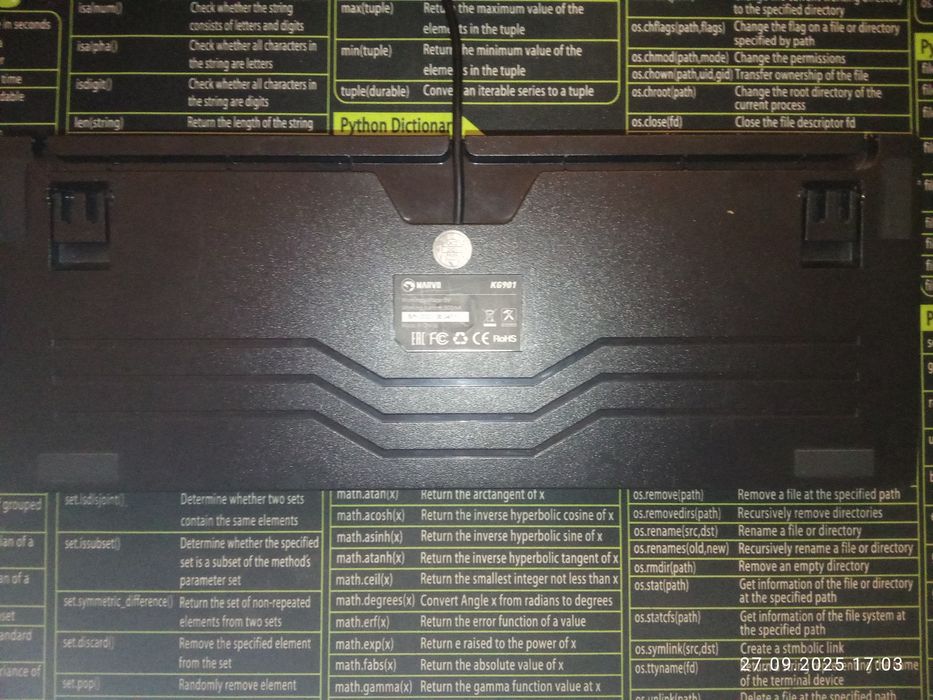 isa(num) Check whether the string
consists of letters and digits
isalpha() Check whether all characters in
the string are letters
isdigit() Check whether all characters in
the string are digits
len(string) Return the length of the string
in seconds
time
max(tuple) the maximum value of the
elements in the tuple
min(tuple) Return the minimum value of the
elements in the tuple
tuple(durable) an iterable series to a tuple
Python Dictionar
to the specified directory
os.chflags(path,flags) Change the flag on a file or directory
specified by path
os.chmod(path,mode) Change the permissions
os.chown(path,uid,gid) Transfer ownership of the file
os.chroot(path) Change the root directory of the
current process
os.close(fd) Close the file descriptor fd
MARVO KG901
EAC FC CE RoHS
grouped
set.isdisjoint() Determine whether two sets
contain the same elements
set.issubset() Determine whether the specified
set is a subset of the method's
parameter set
set.symmetric_difference() Return the set of non-repeated
elements from two sets
set.discard() Remove the specified element
from the set
set.pop() Randomly remove element
math.atan(x) Return the arctangent of x
math.acosh(x) Return the inverse hyperbolic cosine of x
math.asinh(x) Return the inverse hyperbolic sine of x
math.atanh(x) Return the inverse hyperbolic tangent of x
math.ceil(x) Return the smallest integer not less than x
math.degrees(x) Convert Angle x from radians to degrees
math.erf(x) Return the error function of a value
math.exp(x) Return e raised to the power of x
math.fabs(x) Return the absolute value of x
math.gamma(x) Return the gamma function value at x
os.remove(path) Remove a file at the specified path
os.removedirs(path) Recursively remove directories
os.rename(src,dst) Rename a file or directory
os.renames(old,new) Recursively rename a file or directory
os.rmdir(path) Remove an empty directory
os.stat(path) Get information of the file or directory
at the specified path
os.statcfs(path) Get information of the file system at
the specified path
os.symlink(src,dst) Create a stmbolic link
os.ttyname(fd)
of the terminal device
os.unlink(path) Delete a file at the specified path
27.09.2025 17:03